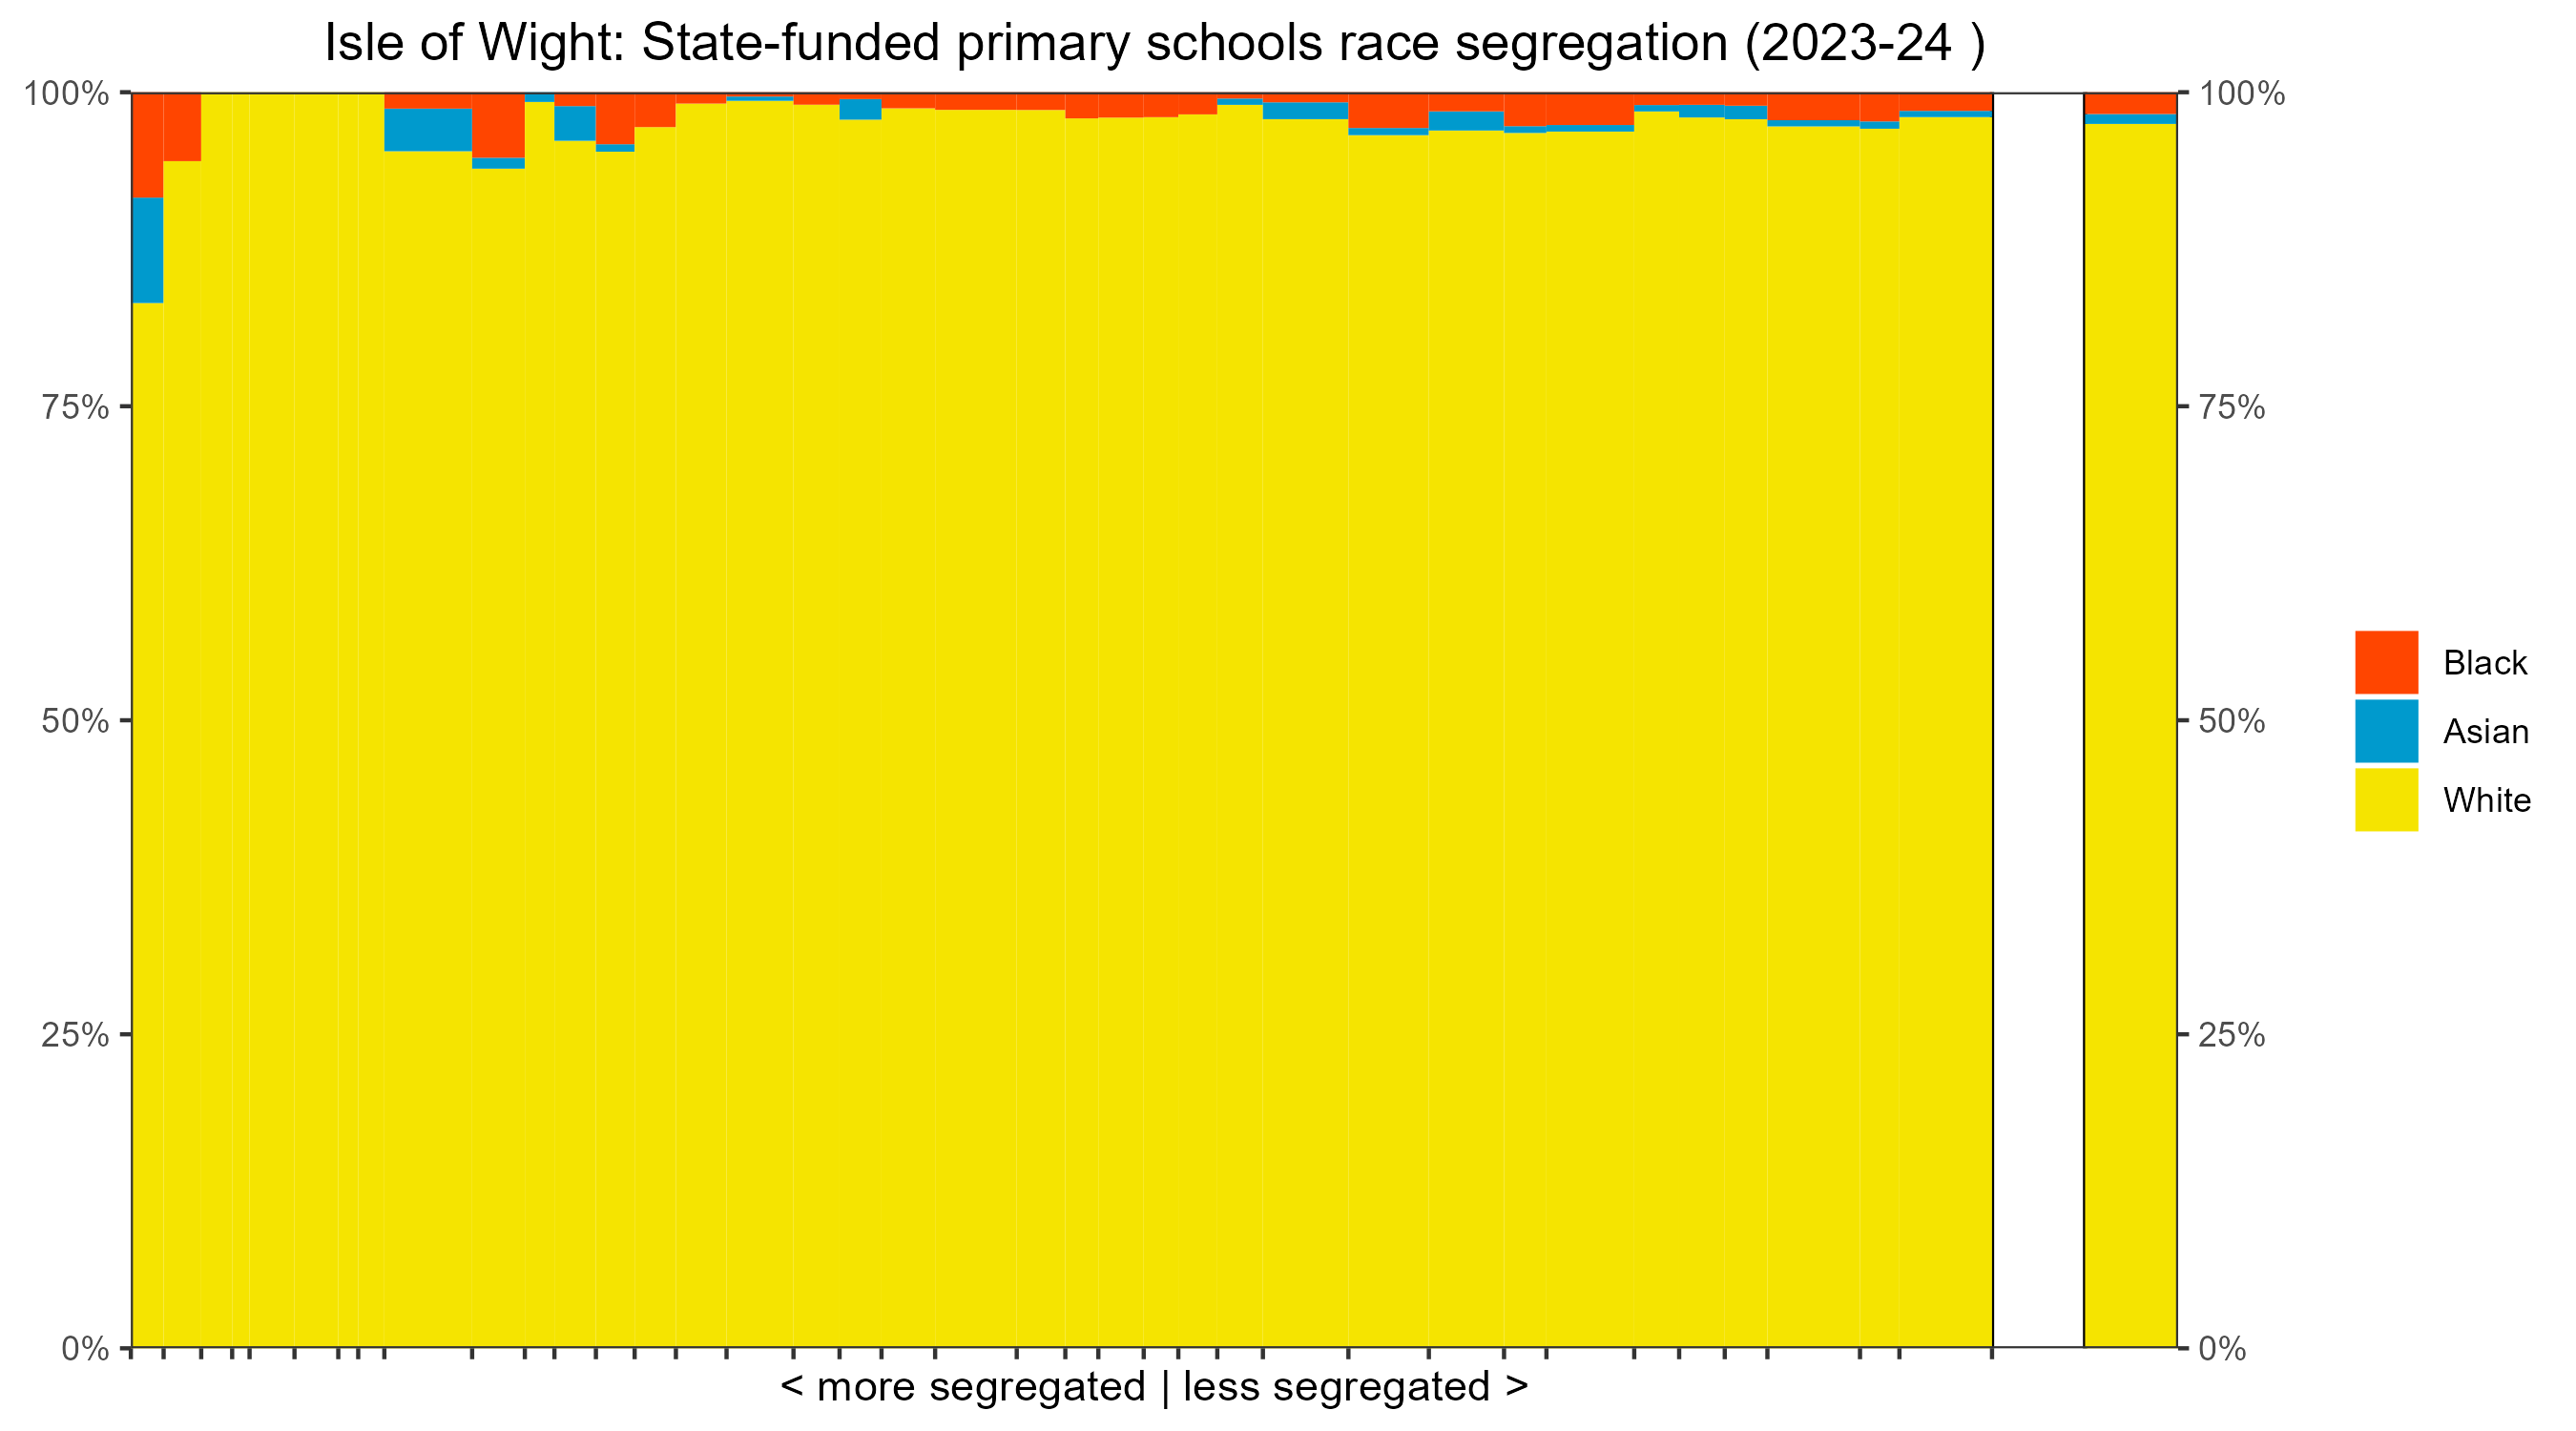 Isle of Wight: State-funded primary schools race segregation (2023-24 )
100%
100%
75%
75%
50%
50%
25%
25%
0%
0%
Black
Asian
White
< more segregated | less segregated >